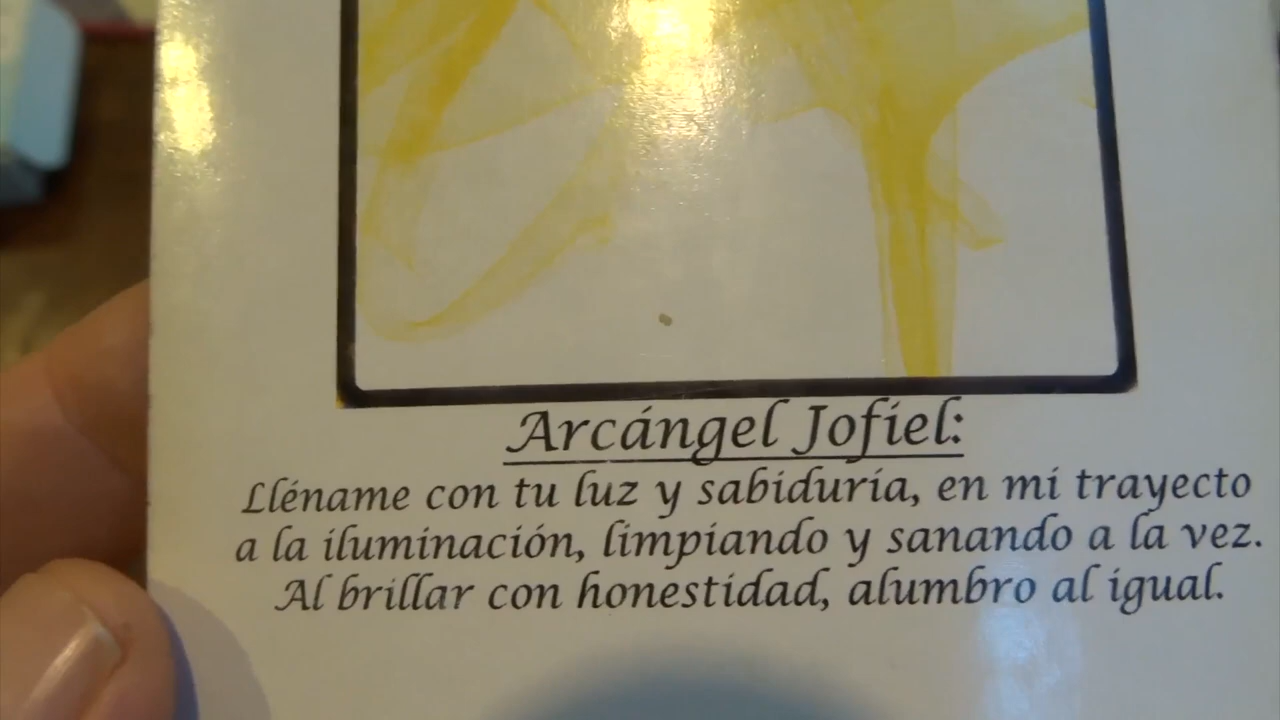 Arcángel Jofiel:
Lléname con tu luz y sabiduría, en mi trayecto
a la iluminación, limpiando y sanando a la vez.
Al brillar con honestidad, alumbro al igual.